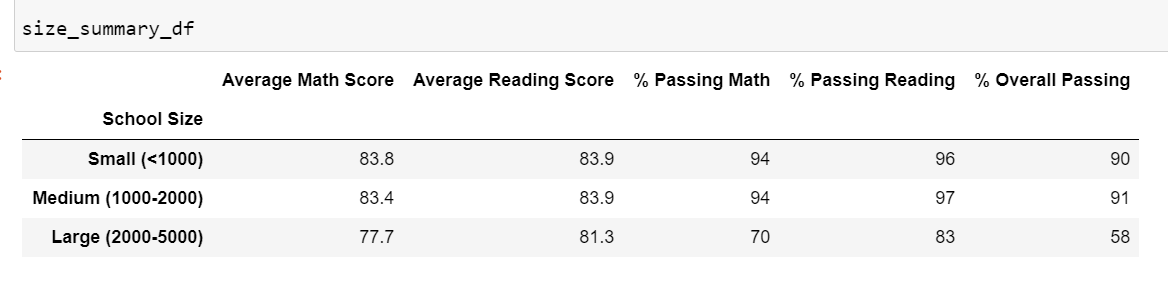 size_summary_df
Average Math Score Average Reading Score % Passing Math % Passing Reading % Overall Passing
School Size
Small (<1000) 83.8 83.9 94 96 90
Medium (1000-2000) 83.4 83.9 94 97 91
Large (2000-5000) 77.7 81.3 70 83 58